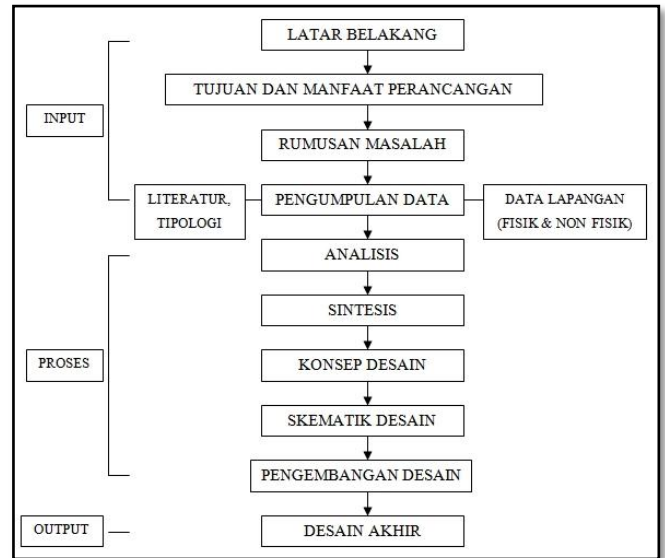 LATAR BELAKANG
TUJUAN DAN MANFAAT PERANCANGAN
INPUT
RUMUSAN MASALAH
LITERATUR,
TIPOLOGI
PENGUMPULAN DATA
DATA LAPANGAN
(FISIK & NON FISIK)
ANALISIS
SINTESIS
PROSES
KONSEP DESAIN
SKEMATIK DESAIN
PENGEMBANGAN DESAIN
OUTPUT
DESAIN AKHIR